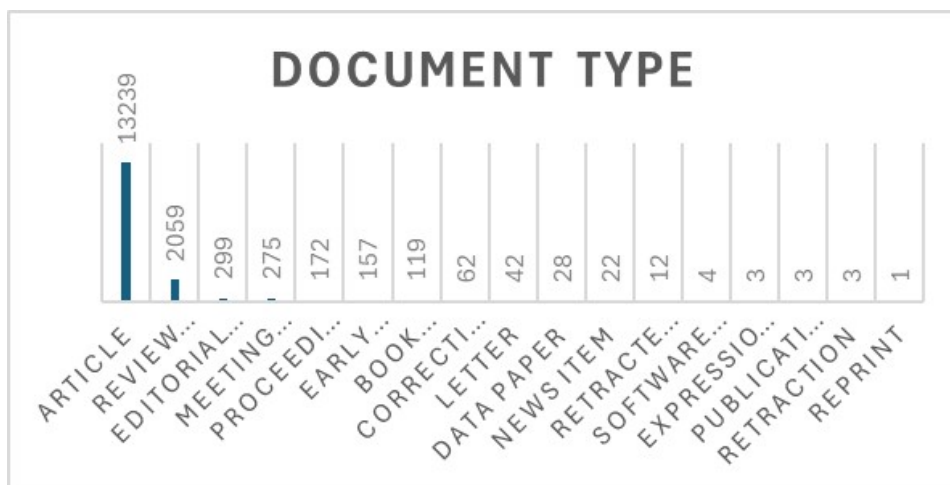 DOCUMENT TYPE
13239
2059
299
275
172
157
119
62
42
28
22
12
4
3
3
3
1
ARTICLE
REVIEW...
EDITORIAL...
MEETING...
PROCEEDI...
EARLY...
BOOK...
CORRECTI...
LETTER
DATA PAPER
NEWS ITEM
RETRACTE...
SOFTWARE...
EXPRESSIO...
PUBLICATI...
RETRACTION
REPRINT